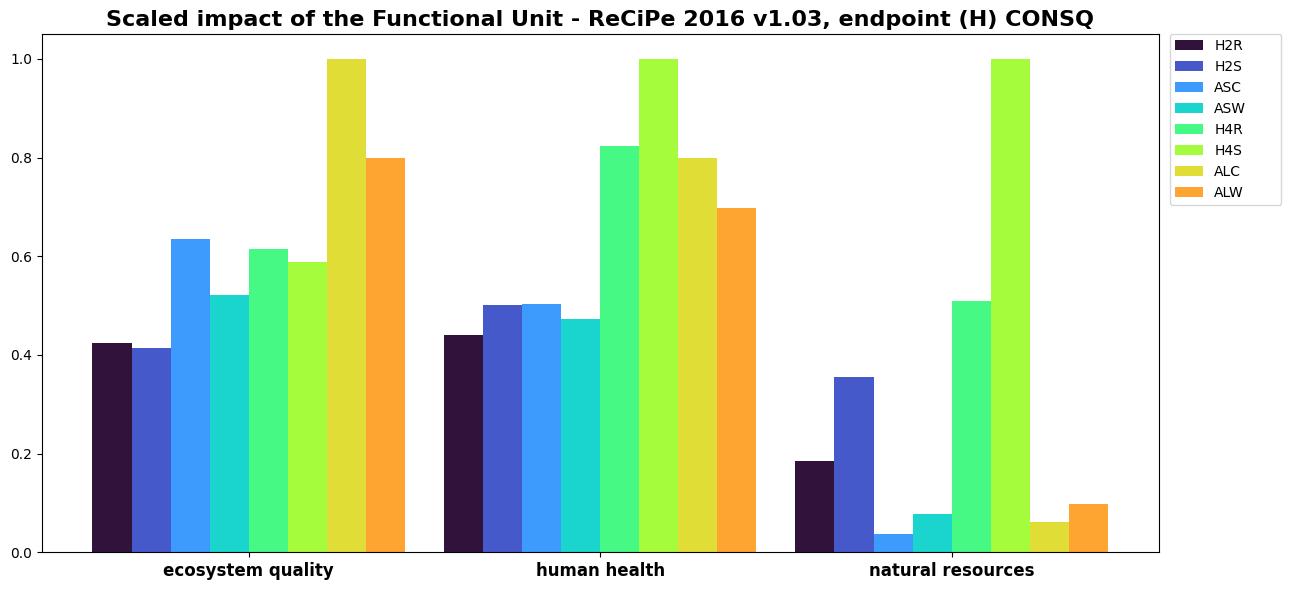 Scaled impact of the Functional Unit - ReCiPe 2016 v1.03, endpoint (H) CONSQ
1.0
0.8
0.6
0.4
0.2
0.0
ecosystem quality
human health
natural resources
H2R
H2S
ASC
ASW
H4R
H4S
ALC
ALW